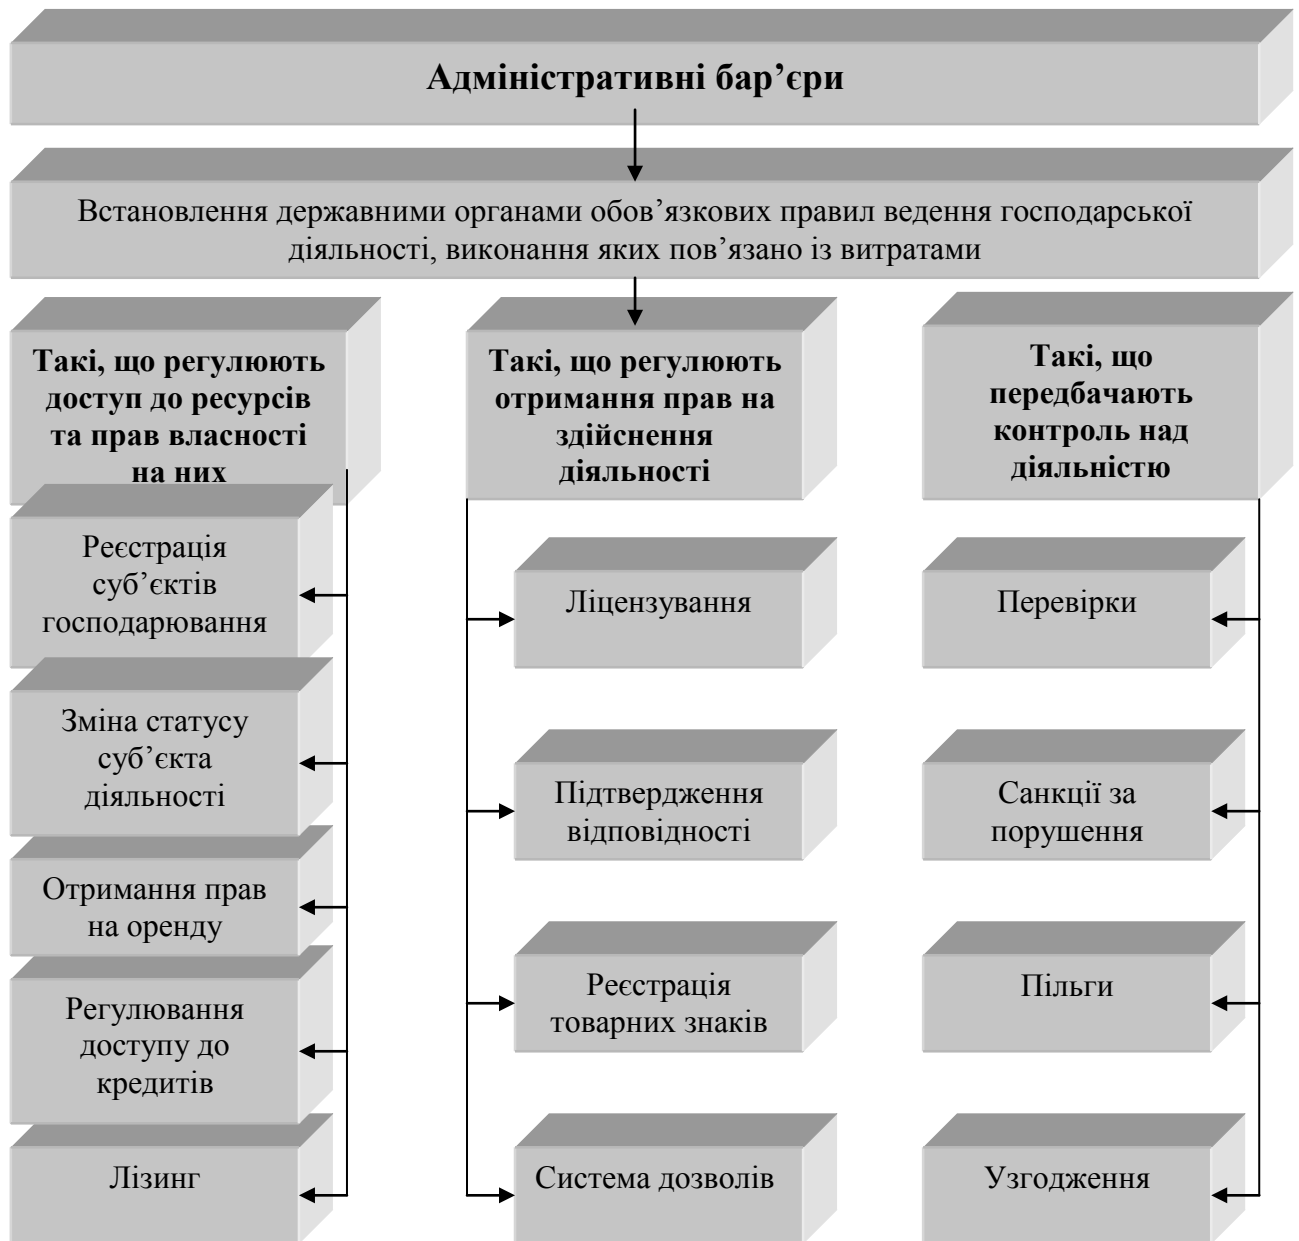 Адміністративні бар’єри
Встановлення державними органами обов’язкових правил ведення господарської
діяльності, виконання яких пов’язано із витратами
Такі, що регулюють
доступ до ресурсів
та прав власності
на них
Реєстрація
суб’єктів
господарювання
Зміна статусу
суб’єкта
діяльності
Отримання прав
на оренду
Регулювання
доступу до
кредитів
Лізинг
Такі, що регулюють
отримання прав на
здійснення
діяльності
Ліцензування
Підтвердження
відповідності
Реєстрація
товарних знаків
Система дозволів
Такі, що
передбачають
контроль над
діяльністю
Перевірки
Санкції за
порушення
Пільги
Узгодження